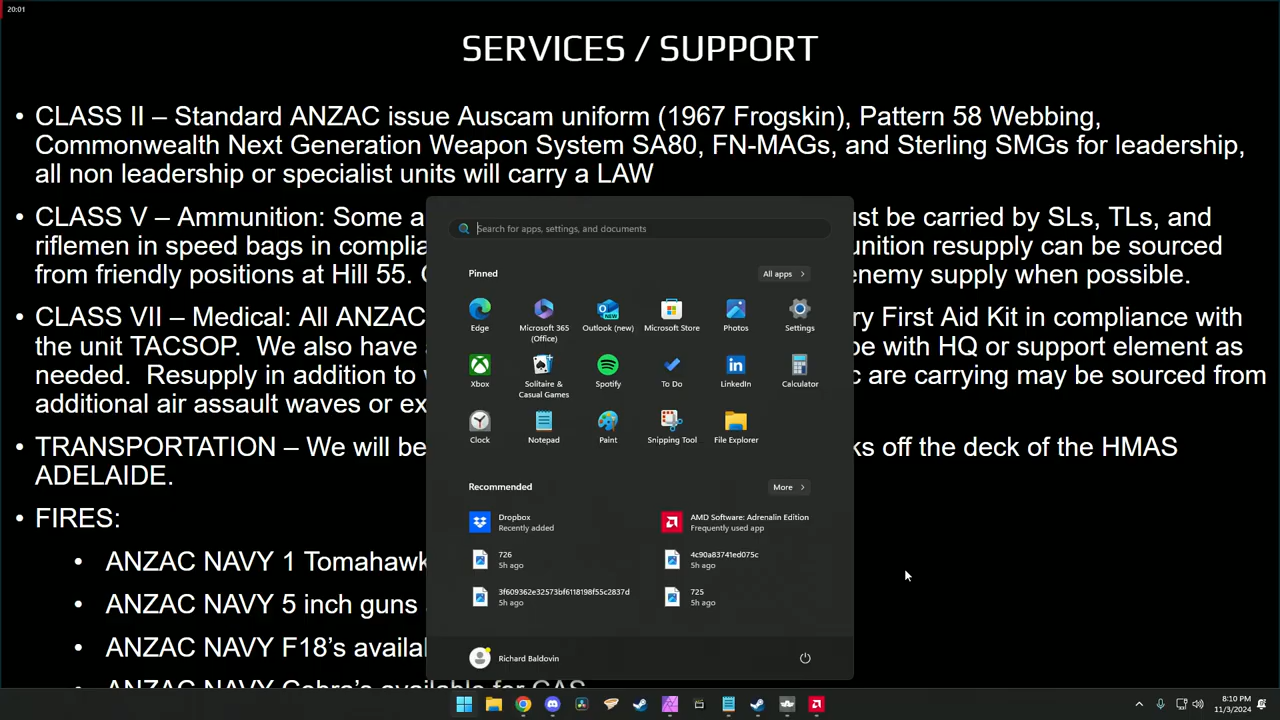 20:01
SERVICES / SUPPORT
• CLASS II – Standard ANZAC issue Auscam uniform (1967 Frogskin), Pattern 58 Webbing,
Commonwealth Next Generation Weapon System SA80, FN-MAGs, and Sterling SMGs for leadership,
all non leadership or specialist units will carry a LAW
• CLASS V – Ammunition: Some a ust be carried by SLs, TLs, and
riflemen in speed bags in complia unition resupply can be sourced
from friendly positions at Hill 55. enemy supply when possible.
• CLASS VII – Medical: All ANZAC ry First Aid Kit in compliance with
the unit TACSOP. We also have be with HQ or support element as
needed. Resupply in addition to c are carrying may be sourced from
additional air assault waves or ex
• TRANSPORTATION – We will be ks off the deck of the HMAS
ADELAIDE.
• FIRES:
• ANZAC NAVY 1 Tomahawk
• ANZAC NAVY 5 inch guns
• ANZAC NAVY F18's availal
ANZAC NAVY Cobra's available for CAS
Search for apps, settings, and documents
Pinned
All apps
Edge
Microsoft 365
(Office)
Outlook (new)
Microsoft Store
Photos
Settings
Xbox
Solitaire &
Casual Games
Spotify
To Do
LinkedIn
Calculator
Clock
Notepad
Paint
Snipping Tool
File Explorer
Recommended
More
Dropbox
Recently added
AMD Software: Adrenalin Edition
Frequently used app
726
5h ago
4c90a83741ed075c
5h ago
3f609362e32573bf6118198f55c2837d
5h ago
725
5h ago
Richard Baldovin
8:10 PM
11/3/2024